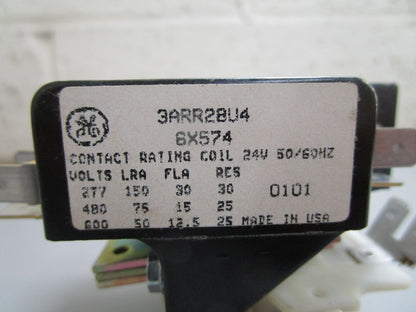 3ARR28U4
6X574
CONTACT RATING COIL 24V 50/60HZ
VOLTS LRA FLA RES
277 150 30 30 0101
480 75 15 25
600 50 12.5 25 MADE IN USA